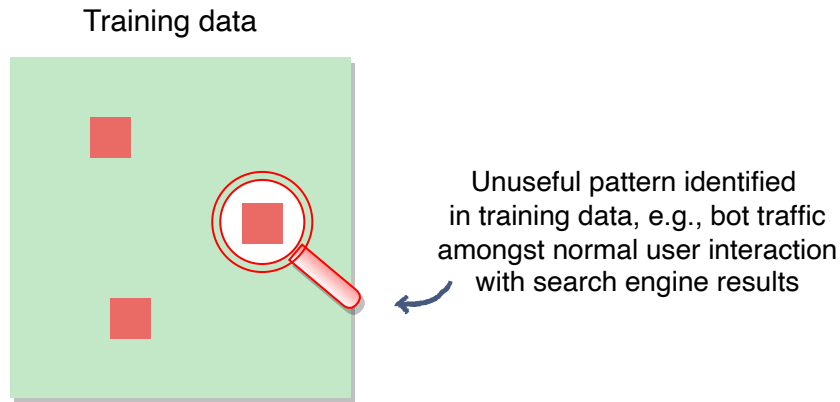 Training data
Unuseful pattern identified
in training data, e.g., bot traffic
amongst normal user interaction
with search engine results